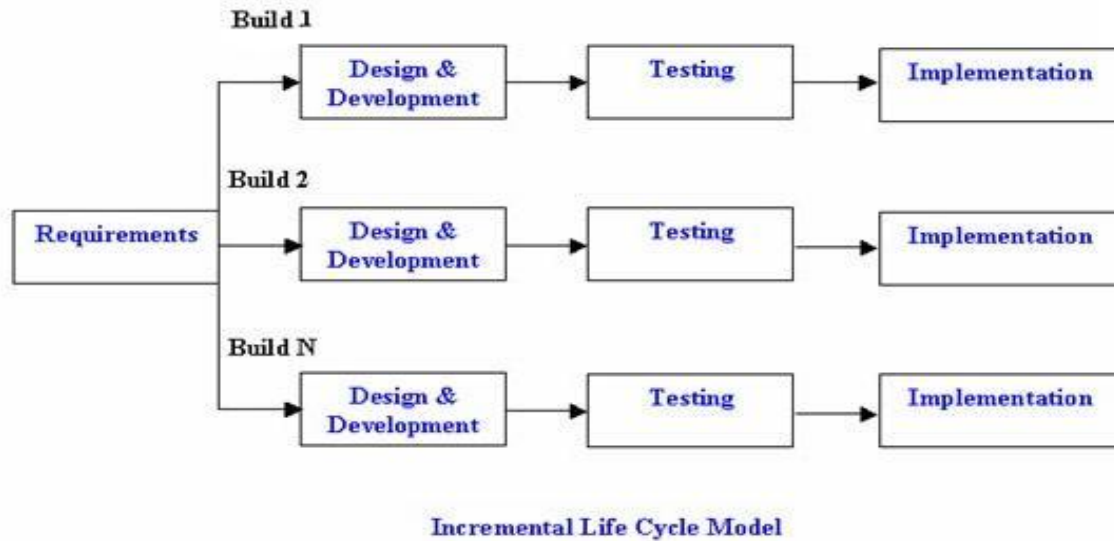 Build 1
Design &
Development
Testing
Implementation
Build 2
Requirements
Design &
Development
Testing
Implementation
Build N
Design &
Development
Testing
Implementation
Incremental Life Cycle Model